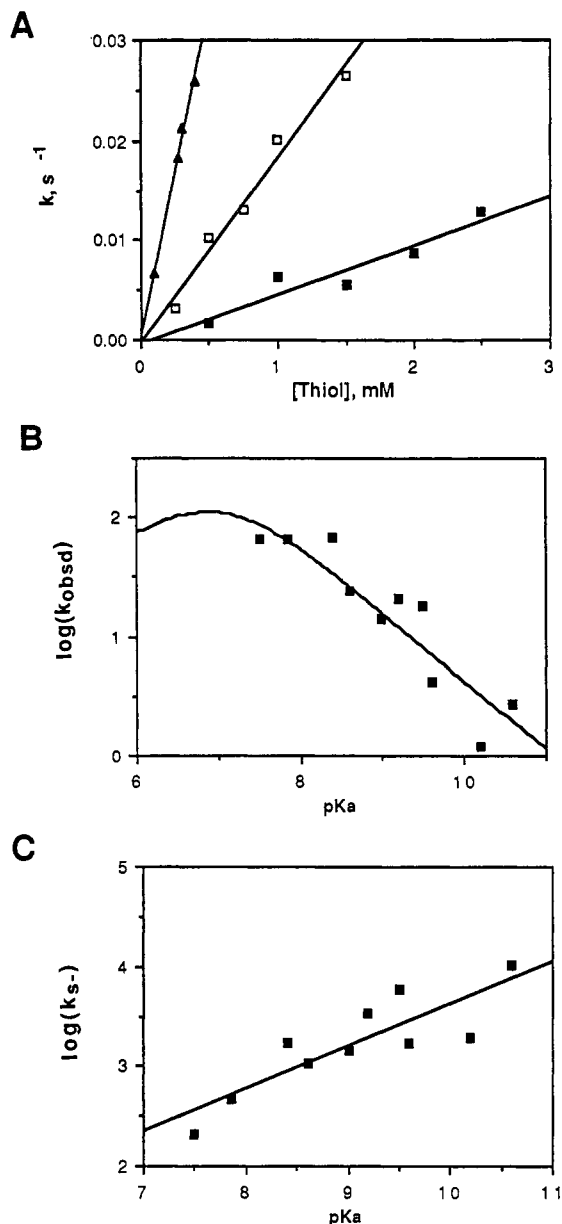 A
0.03
0.02
0.01
0.00
k, s -1
0 1 2 3
[Thiol], mM
B
2
1
0
log(kobsd)
6 8 10
pKa
C
5
4
3
2
log(ks-)
7 8 9 10 11
pKa